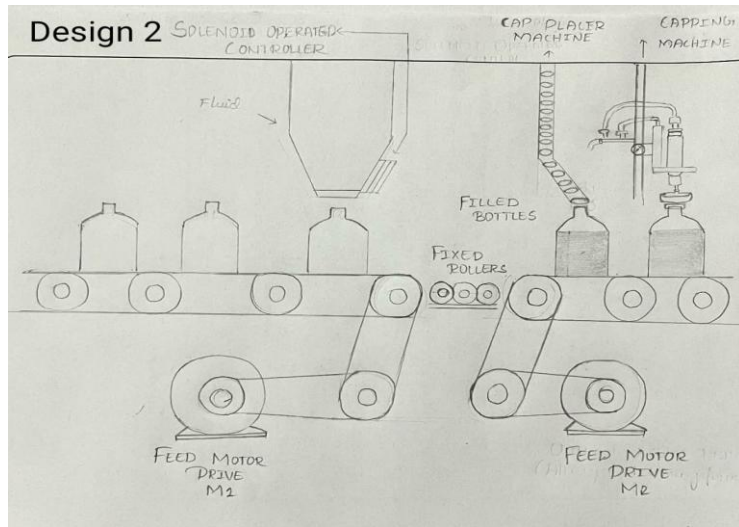 Design 2
SOLENOID OPERATED
CONTROLLER
CAP PLACER
MACHINE
CAPPING
MACHINE
Fluid
FILLED
BOTTLES
FIXED
ROLLERS
FEED MOTOR
DRIVE
M1
FEED MOTOR
DRIVE
M2